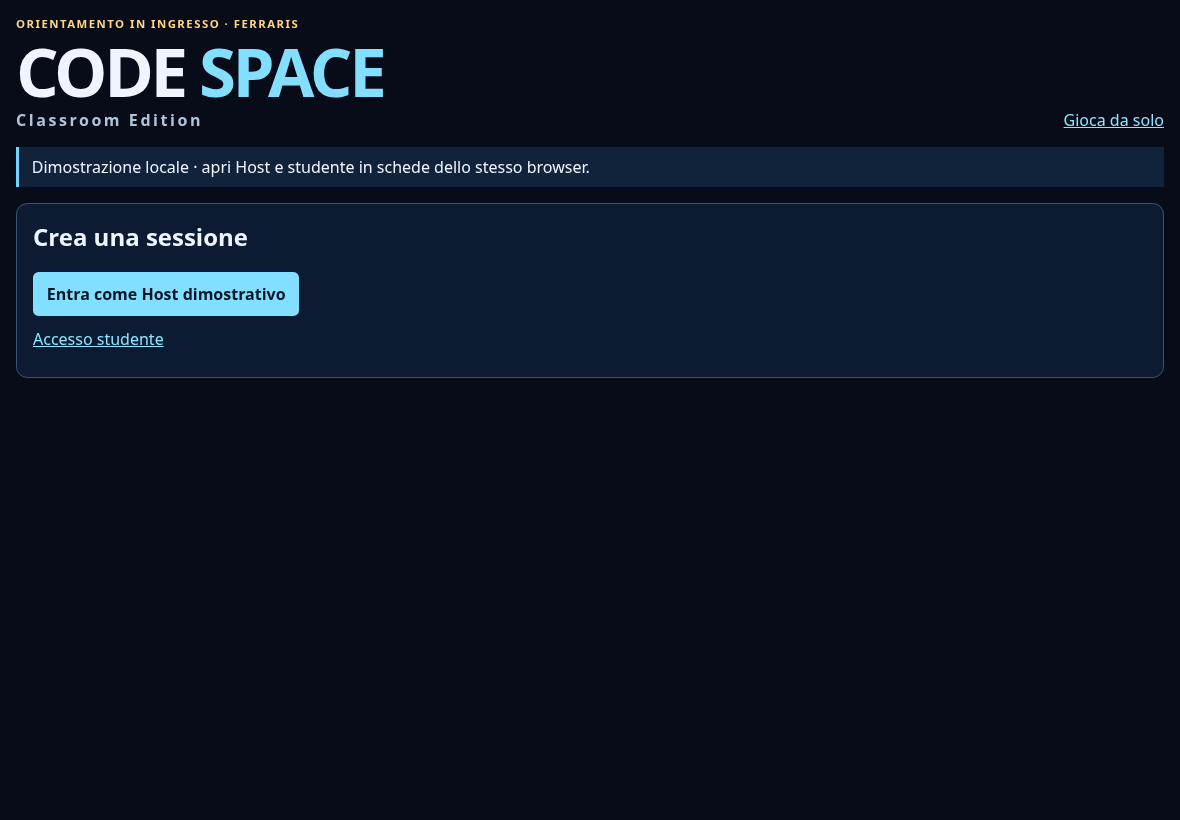 ORIENTAMENTO IN INGRESSO · FERRARIS
CODE SPACE
Classroom Edition
Gioca da solo
Dimostrazione locale · apri Host e studente in schede dello stesso browser.
Crea una sessione
Entra come Host dimostrativo
Accesso studente